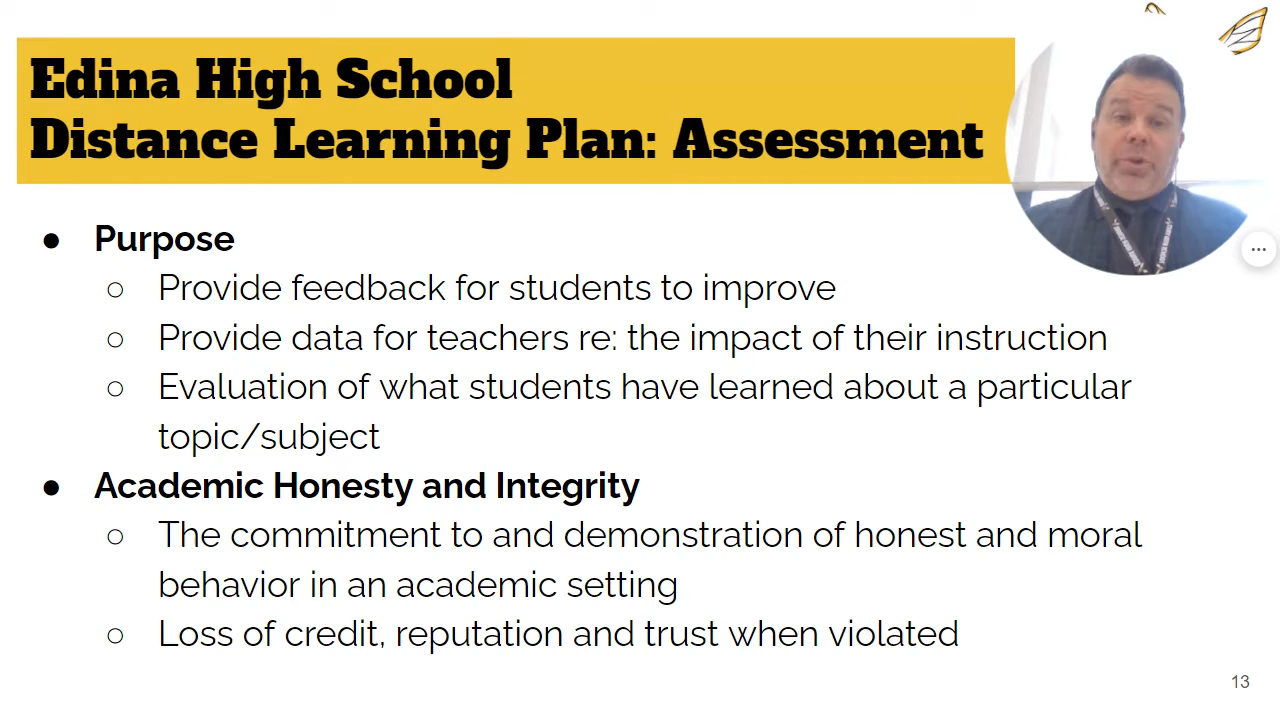 Edina High School
Distance Learning Plan: Assessment
● Purpose
○ Provide feedback for students to improve
○ Provide data for teachers re: the impact of their instruction
○ Evaluation of what students have learned about a particular
topic/subject
● Academic Honesty and Integrity
○ The commitment to and demonstration of honest and moral
behavior in an academic setting
○ Loss of credit, reputation and trust when violated
13